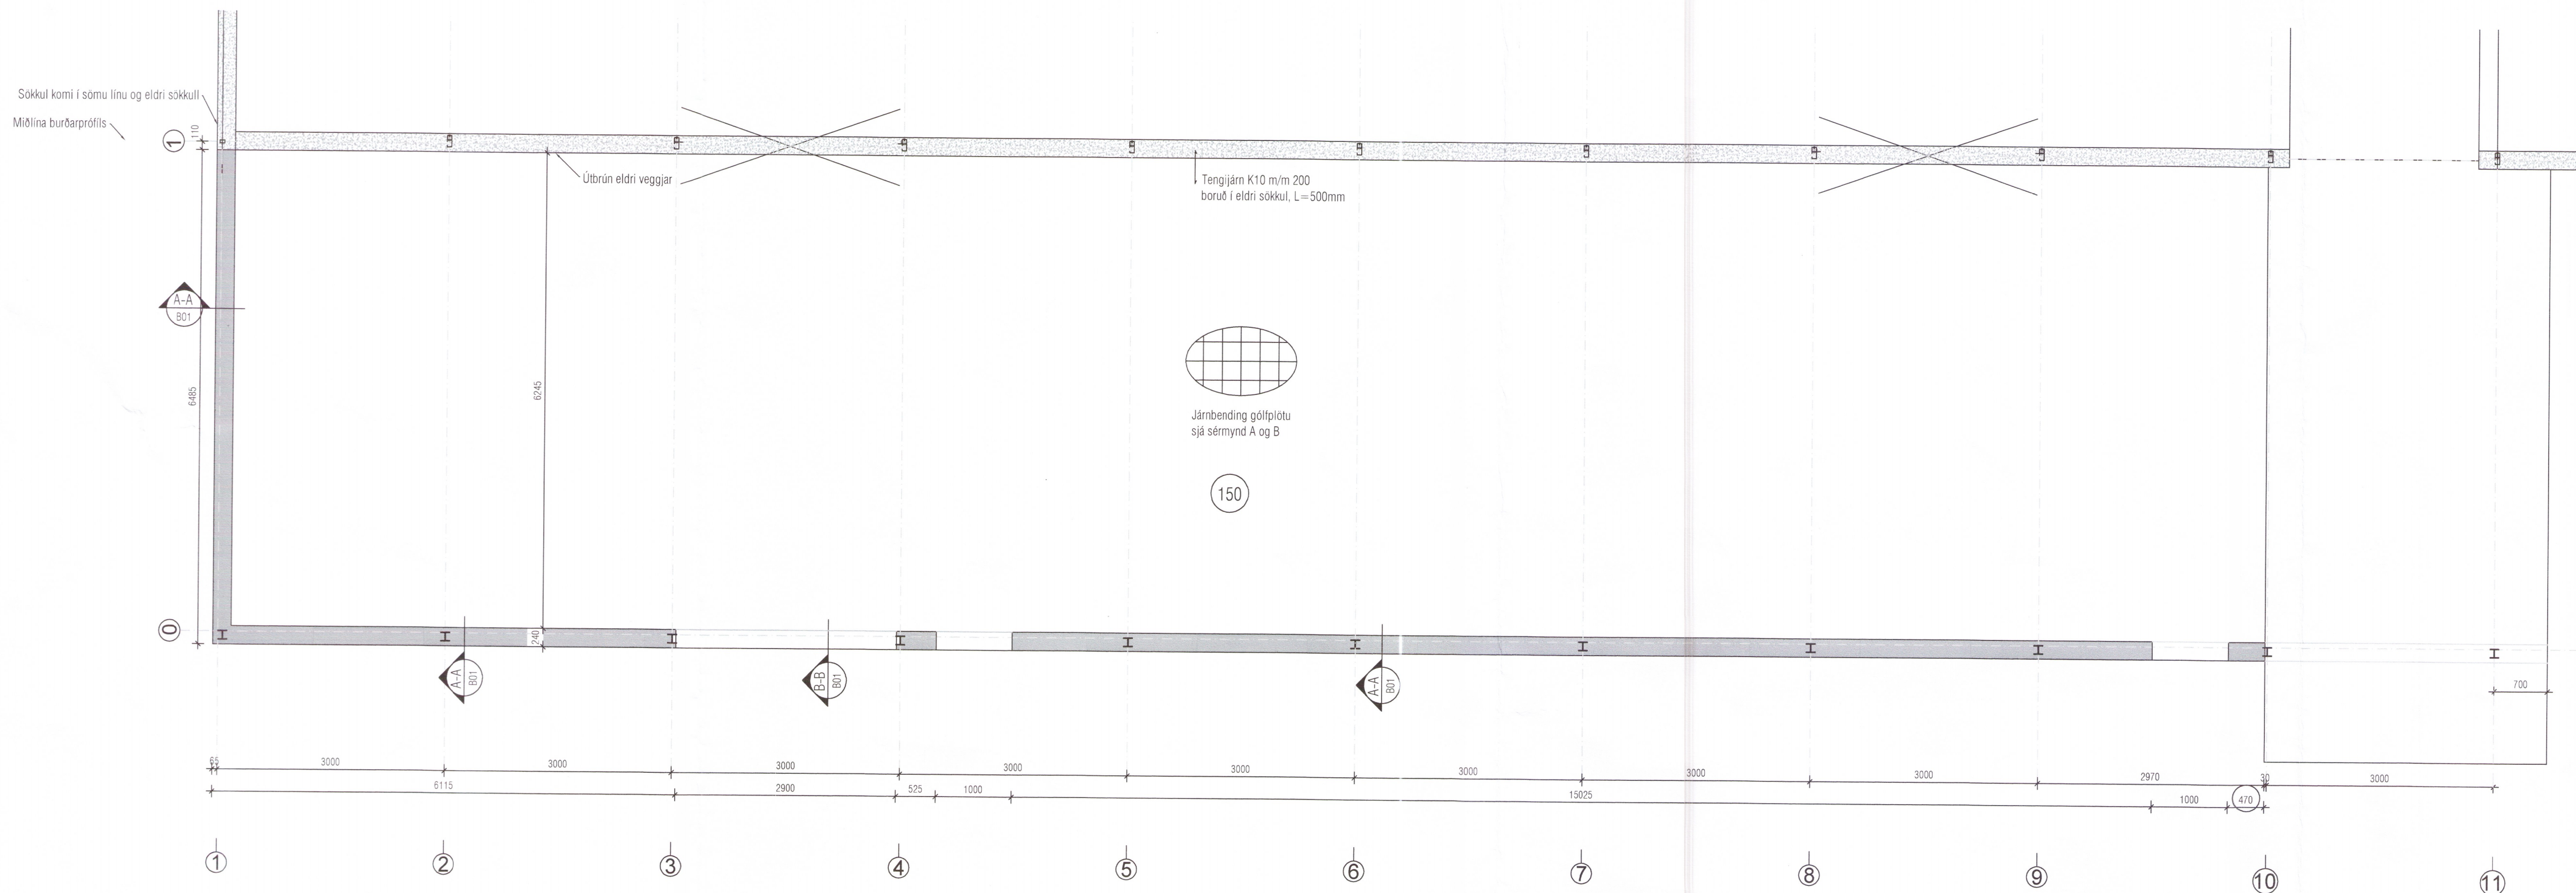 Sökkul komi í sömu línu og eldri sökkull
Miðlína burðarprófíls
110
1
Útbrún eldri veggjar
Tengijárn K10 m/m 200
boruð í eldri sökkul, L=500mm
A-A
B01
6485
6245
Járnbending gólfplötu
sjá sérmynd A og B
150
0
240
A-A
B01
B-B
B01
A-A
B01
700
65
3000
3000
3000
3000
3000
3000
3000
3000
2970
30
3000
6115
2900
525
1000
15025
1000
470
1
2
3
4
5
6
7
8
9
10
11